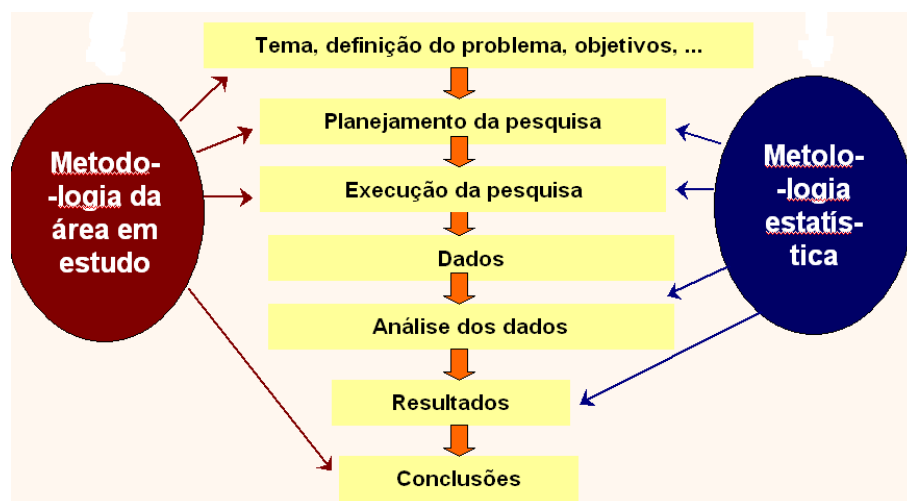 Tema, definição do problema, objetivos, ...
Planejamento da pesquisa
Execução da pesquisa
Dados
Análise dos dados
Resultados
Conclusões
Metodo-
-logia da
área em
estudo
Metolo-
-logia
estatís-
tica